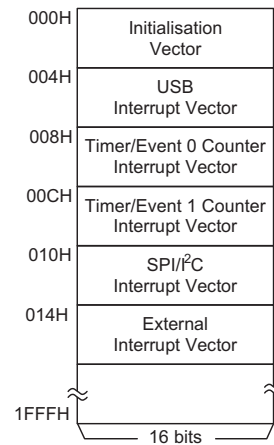 000H
Initialisation
Vector
004H
USB
Interrupt Vector
008H
Timer/Event 0 Counter
Interrupt Vector
00CH
Timer/Event 1 Counter
Interrupt Vector
010H
SPI/I²C
Interrupt Vector
014H
External
Interrupt Vector
1FFFH
16 bits